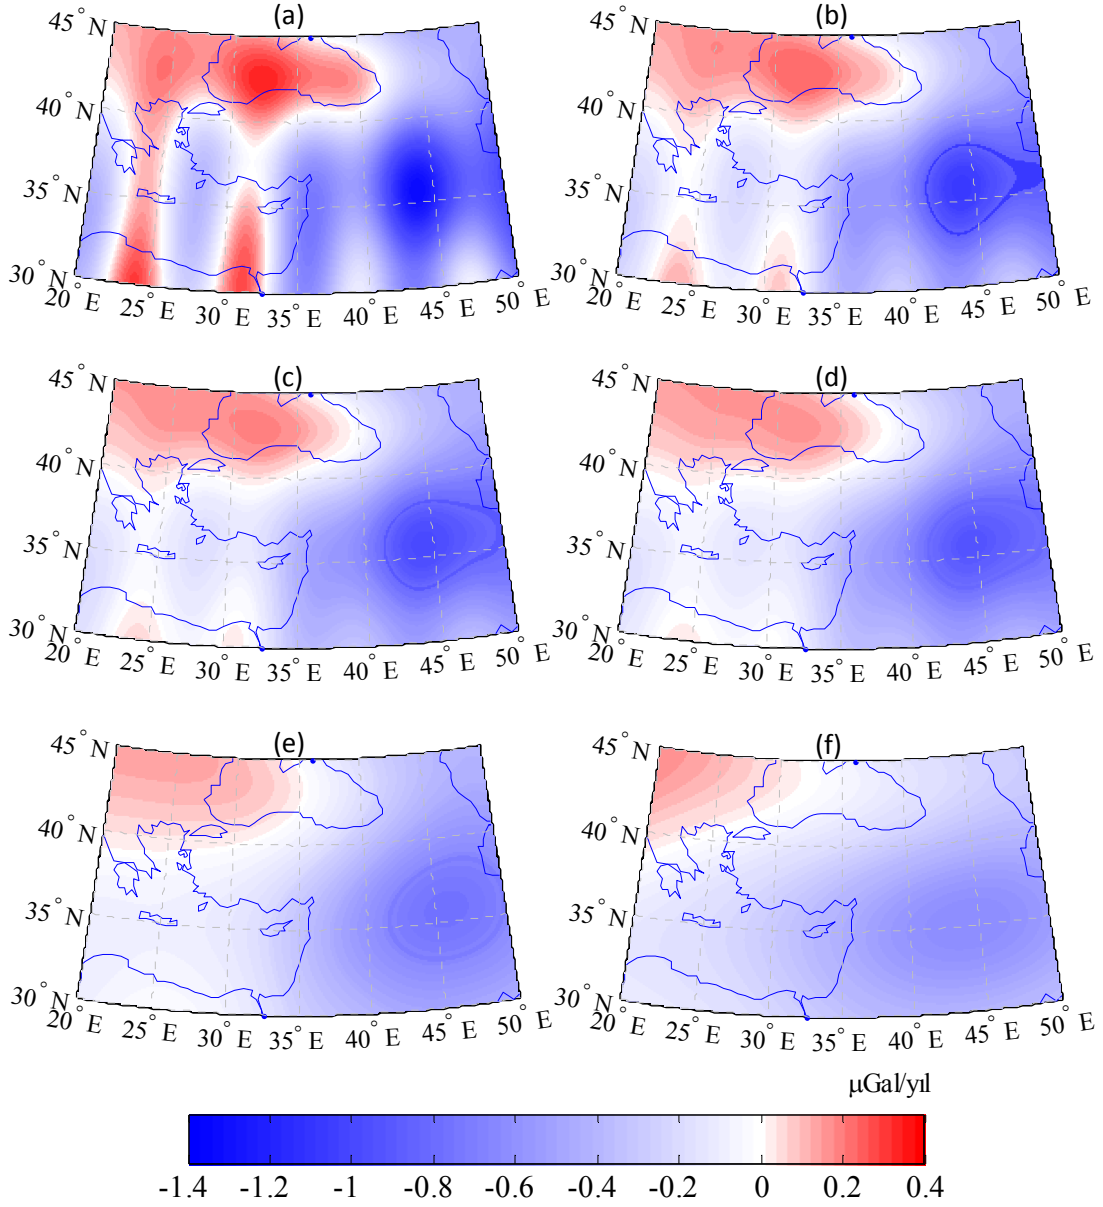 (a) (b)
45° N 45° N
40° N 40° N
35° N 35° N
30° N 30° N
20° E 25° E 30° E 35° E 40° E 45° E 50° E 20° E 25° E 30° E 35° E 40° E 45° E 50° E
(c) (d)
45° N 45° N
40° N 40° N
35° N 35° N
30° N 30° N
20° E 25° E 30° E 35° E 40° E 45° E 50° E 20° E 25° E 30° E 35° E 40° E 45° E 50° E
(e) (f)
45° N 45° N
40° N 40° N
35° N 35° N
30° N 30° N
20° E 25° E 30° E 35° E 40° E 45° E 50° E 20° E 25° E 30° E 35° E 40° E 45° E 50° E
μGal/yıl
-1.4 -1.2 -1 -0.8 -0.6 -0.4 -0.2 0 0.2 0.4